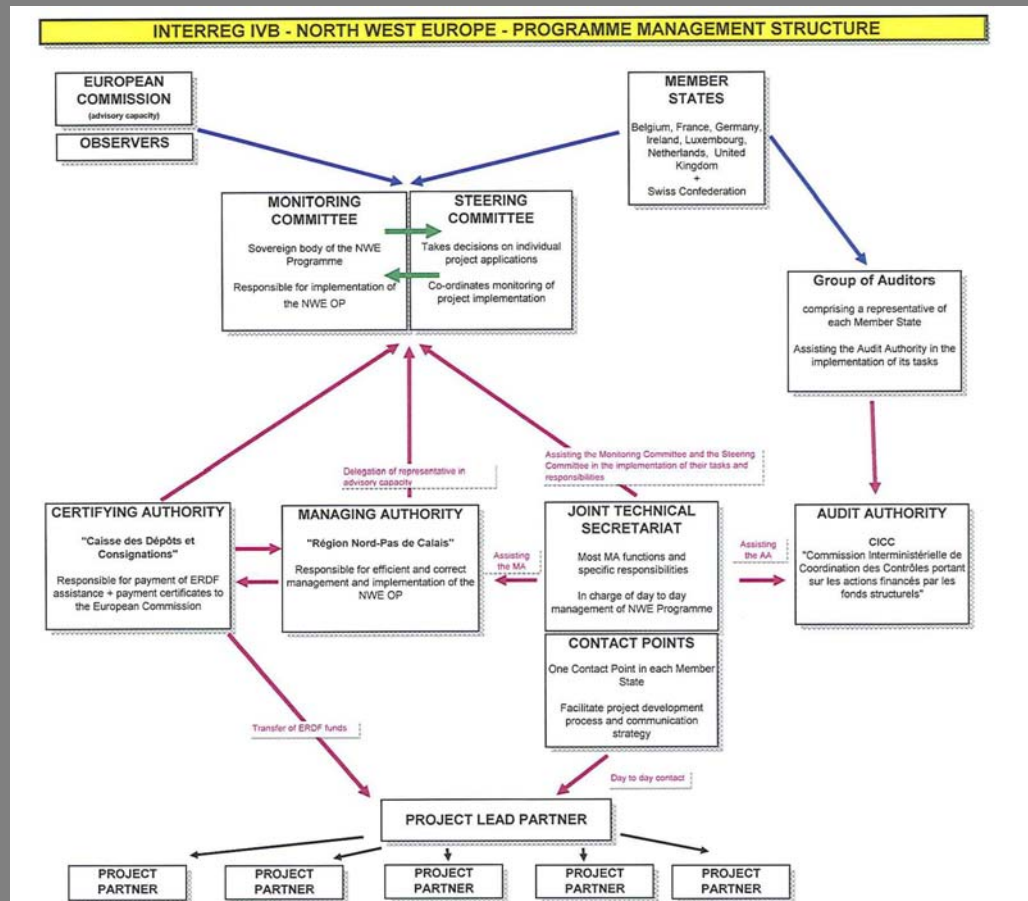 INTERREG IVB - NORTH WEST EUROPE - PROGRAMME MANAGEMENT STRUCTURE
EUROPEAN
COMMISSION
(advisory capacity)
OBSERVERS
MEMBER
STATES
Belgium, France, Germany,
Ireland, Luxembourg,
Netherlands, United
Kingdom
+
Swiss Confederation
MONITORING
COMMITTEE
Sovereign body of the NWE
Programme
Responsible for implementation of
the NWE OP
STEERING
COMMITTEE
Takes decisions on individual
project applications
Co-ordinates monitoring of
project implementation
Group of Auditors
comprising a representative of
each Member State
Assisting the Audit Authority in the
implementation of its tasks
Delegation of representative in
advisory capacity
Assisting the Monitoring Committee and the Steering
Committee in the implementation of their tasks and
responsibilities
CERTIFYING AUTHORITY
"Caisse des Dépôts et
Consignations"
Responsible for payment of ERDF
assistance + payment certificates to
the European Commission
MANAGING AUTHORITY
"Région Nord-Pas de Calais"
Responsible for efficient and correct
management and implementation of the
NWE OP
Assisting
the MA
JOINT TECHNICAL
SECRETARIAT
Most MA functions and
specific responsibilities
In charge of day to day
management of NWE Programme
Assisting
the AA
AUDIT AUTHORITY
CICC
"Commission Interministérielle de
Coordination des Contrôles portant
sur les actions financés par les
fonds structurels"
CONTACT POINTS
One Contact Point in each Member
State
Facilitate project development
process and communication
strategy
Transfer of ERDF funds
Day to day contact
PROJECT LEAD PARTNER
PROJECT
PARTNER
PROJECT
PARTNER
PROJECT
PARTNER
PROJECT
PARTNER
PROJECT
PARTNER